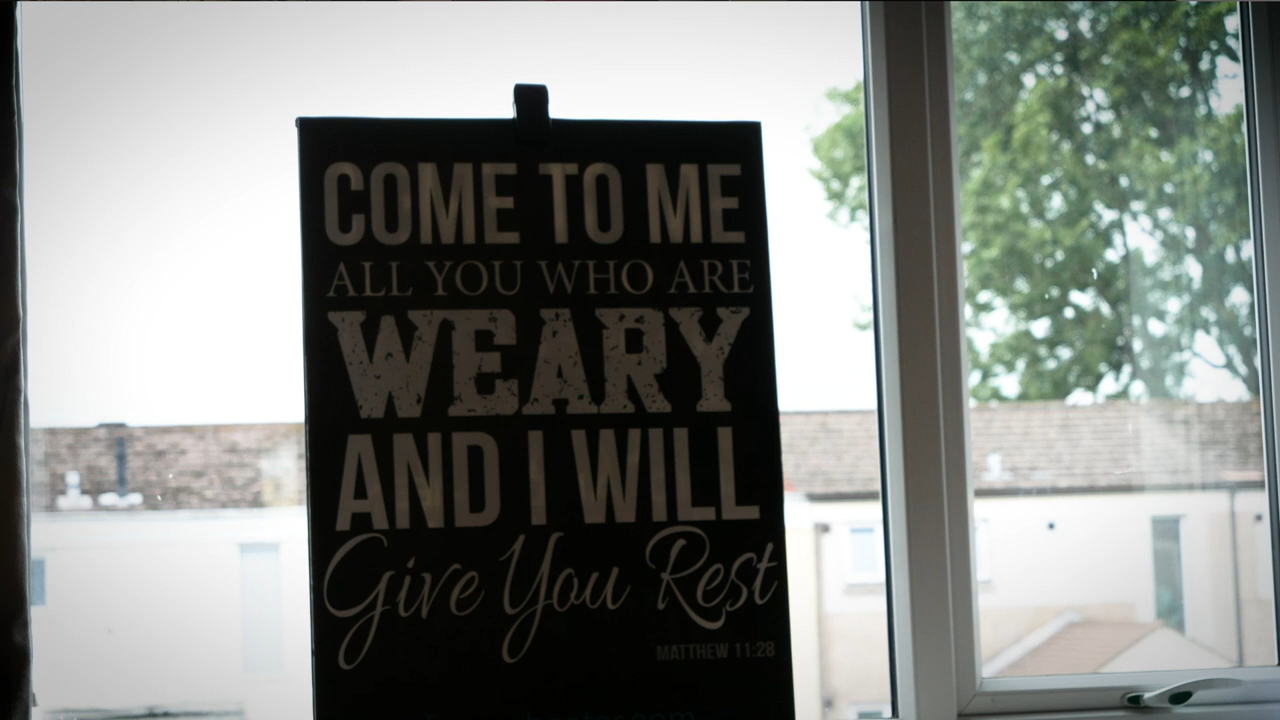 COME TO ME
ALL YOU WHO ARE
WEARY
AND I WILL
Give You Rest
MATTHEW 11:28